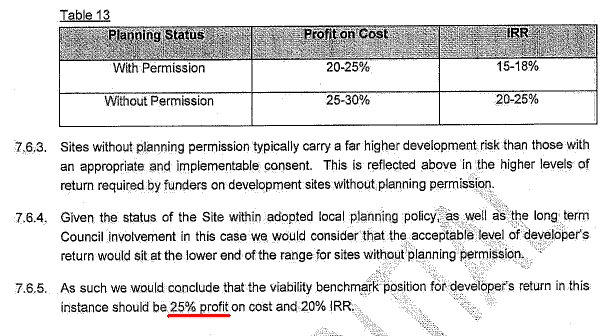 Table 13
Planning Status Profit on Cost IRR
With Permission 20-25% 15-18%
Without Permission 25-30% 20-25%
7.6.3. Sites without planning permission typically carry a far higher development risk than those with
an appropriate and implementable consent. This is reflected above in the higher levels of
return required by funders on development sites without planning permission.
7.6.4. Given the status of the Site within adopted local planning policy, as well as the long term
Council involvement in this case we would consider that the acceptable level of developer's
return would sit at the lower end of the range for sites without planning permission.
7.6.5. As such we would conclude that the viability benchmark position for developer's return in this
instance should be 25% profit on cost and 20% IRR.